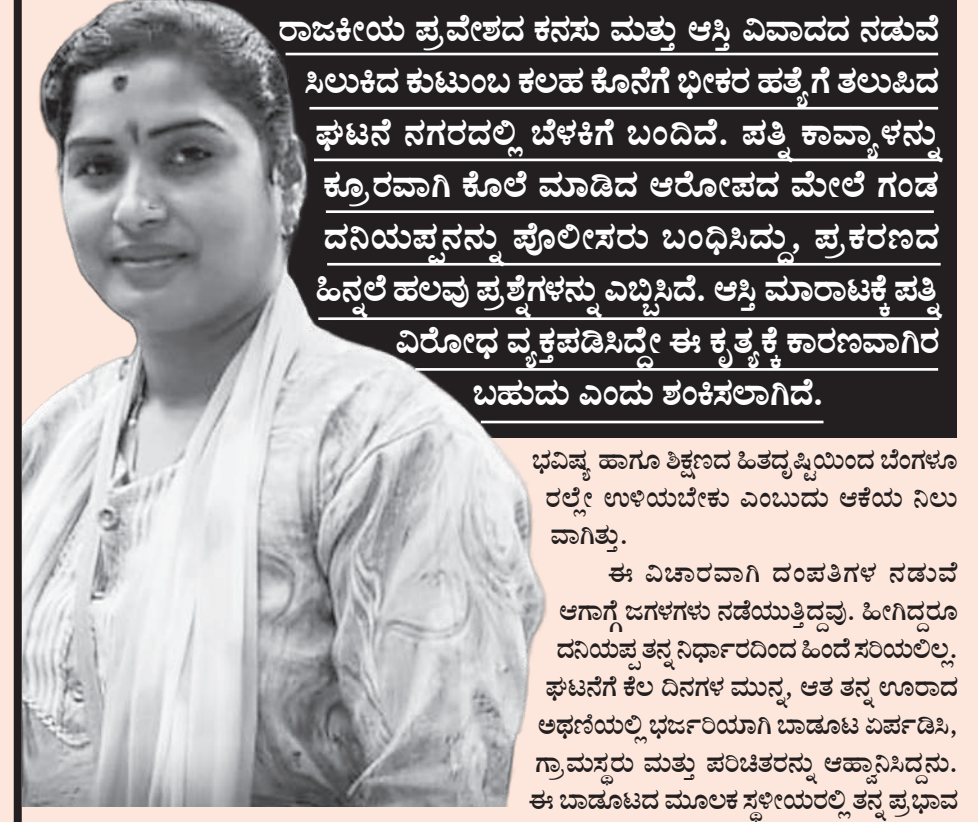 ರಾಜಕೀಯ ಪ್ರವೇಶದ ಕನಸು ಮತ್ತು ಆಸ್ತಿ ವಿವಾದದ ನಡುವೆ
ಸಿಲುಕಿದ ಕುಟುಂಬ ಕಲಹ ಕೊನೆಗೆ ಭೀಕರ ಹತ್ಯೆಗೆ ತಲುಪಿದ
ಘಟನೆ ನಗರದಲ್ಲಿ ಬೆಳಕಿಗೆ ಬಂದಿದೆ. ಪತ್ನಿ ಕಾವ್ಯಾಳನ್ನು
ಕ್ರೂರವಾಗಿ ಕೊಲೆ ಮಾಡಿದ ಆರೋಪದ ಮೇಲೆ ಗಂಡ
ದನಿಯಪ್ಪನನ್ನು ಪೊಲೀಸರು ಬಂಧಿಸಿದ್ದು, ಪ್ರಕರಣದ
ಹಿನ್ನಲೆ ಹಲವು ಪ್ರಶ್ನೆಗಳನ್ನು ಎಬ್ಬಿಸಿದೆ. ಆಸ್ತಿ ಮಾರಾಟಕ್ಕೆ ಪತ್ನಿ
ವಿರೋಧ ವ್ಯಕ್ತಪಡಿಸಿದ್ದೇ ಈ ಕೃತ್ಯಕ್ಕೆ ಕಾರಣವಾಗಿರ
ಬಹುದು ಎಂದು ಶಂಕಿಸಲಾಗಿದೆ.
ಭವಿಷ್ಯ ಹಾಗೂ ಶಿಕ್ಷಣದ ಹಿತದೃಷ್ಟಿಯಿಂದ ಬೆಂಗಳೂ
ರಲ್ಲೇ ಉಳಿಯಬೇಕು ಎಂಬುದು ಆಕೆಯ ನಿಲು
ವಾಗಿತ್ತು.
ಈ ವಿಚಾರವಾಗಿ ದಂಪತಿಗಳ ನಡುವೆ
ಆಗಾಗ್ಗೆ ಜಗಳಗಳು ನಡೆಯುತ್ತಿದ್ದವು. ಹೀಗಿದ್ದರೂ
ದನಿಯಪ್ಪ ತನ್ನ ನಿರ್ಧಾರದಿಂದ ಹಿಂದೆ ಸರಿಯಲಿಲ್ಲ.
ಘಟನೆಗೆ ಕೆಲ ದಿನಗಳ ಮುನ್ನ, ಆತ ತನ್ನ ಊರಾದ
ಅಥಣಿಯಲ್ಲಿ ಭರ್ಜರಿಯಾಗಿ ಬಾಡೂಟ ಏರ್ಪಡಿಸಿ,
ಗ್ರಾಮಸ್ಥರು ಮತ್ತು ಪರಿಚಿತರನ್ನು ಆಹ್ವಾನಿಸಿದ್ದನು.
ಈ ಬಾಡೂಟದ ಮೂಲಕ ಸ್ಥಳೀಯರಲ್ಲಿ ತನ್ನ ಪ್ರಭಾವ